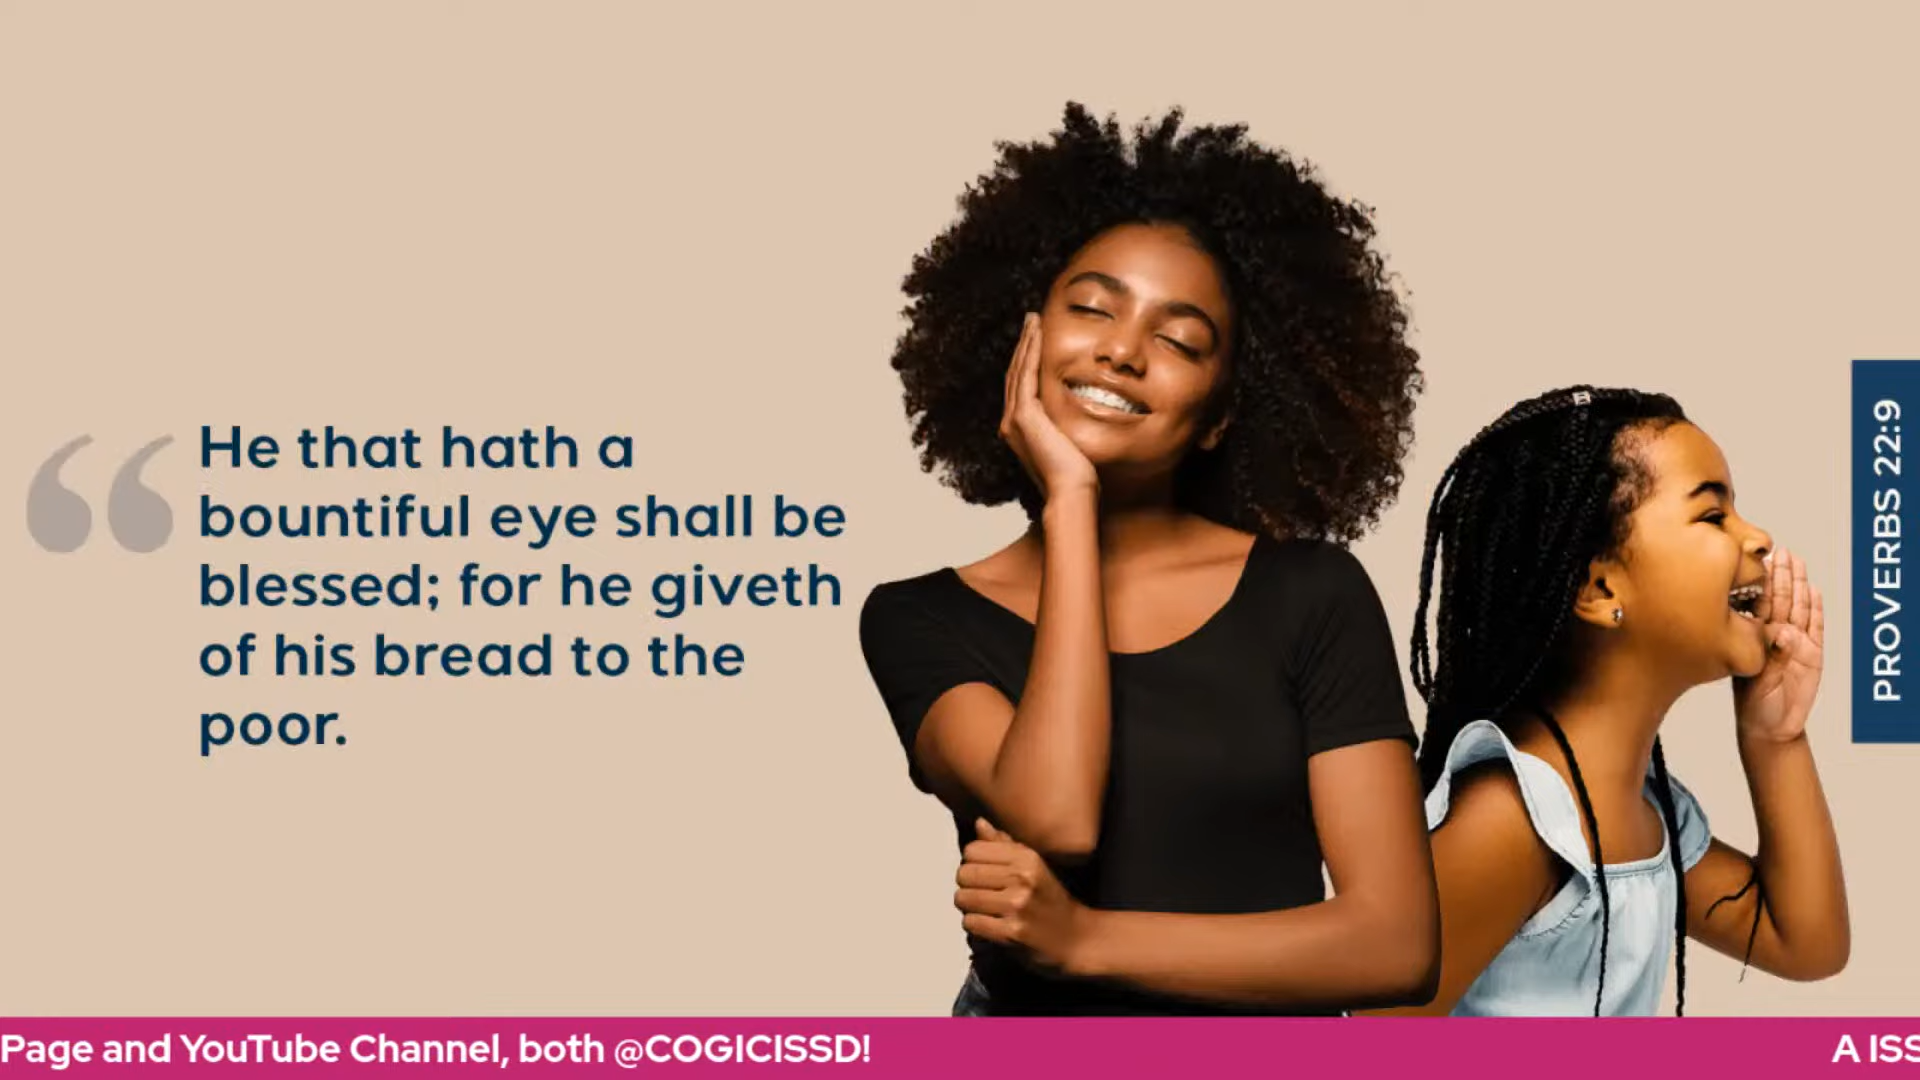 He that hath a
bountiful eye shall be
blessed; for he giveth
of his bread to the
poor.
PROVERBS 22:9
Page and YouTube Channel, both @COGICISSD!
A ISS